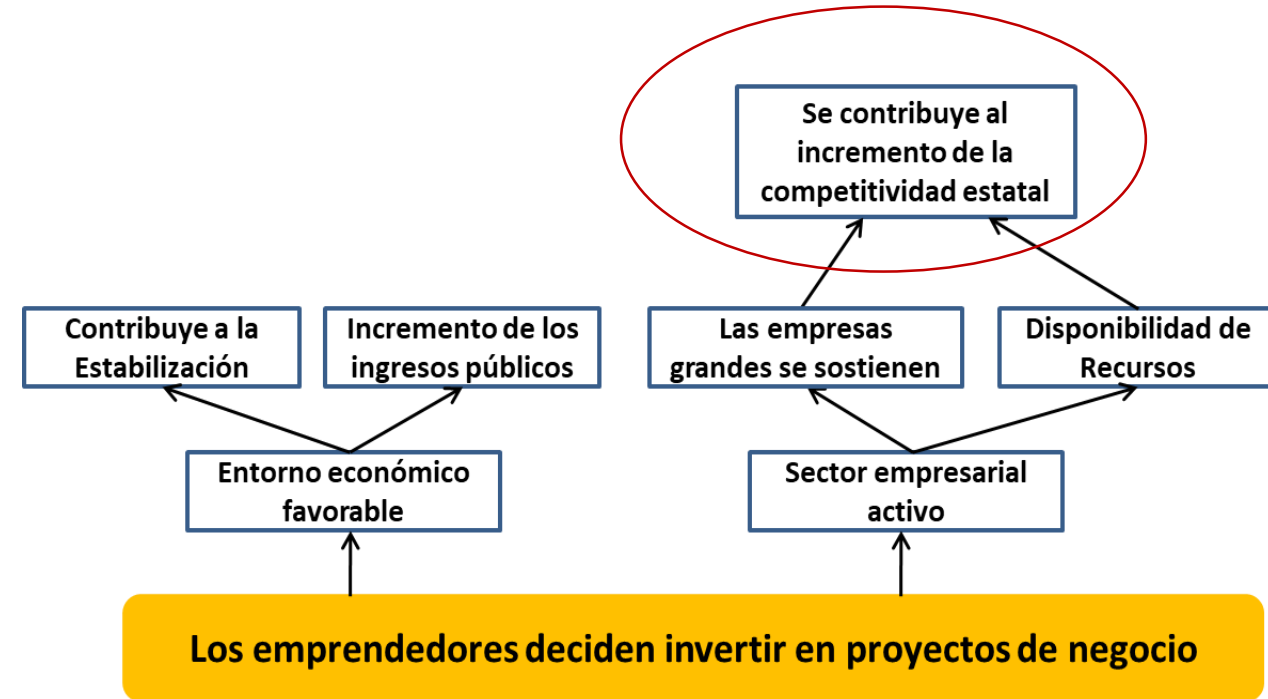 Se contribuye al
incremento de la
competitividad estatal
Contribuye a la
Estabilización
Incremento de los
ingresos públicos
Las empresas
grandes se sostienen
Disponibilidad de
Recursos
Entorno económico
favorable
Sector empresarial
activo
Los emprendedores deciden invertir en proyectos de negocio